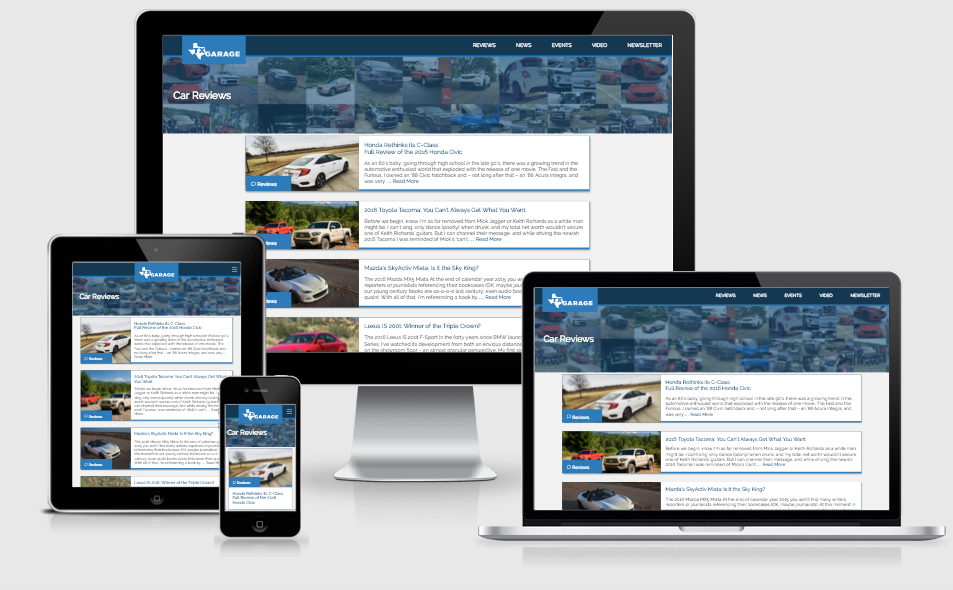 TX GARAGE
REVIEWS NEWS EVENTS VIDEO NEWSLETTER
Car Reviews
Honda Rethinks its C-Class
Full Review of the 2016 Honda Civic
As an 80's baby, going through high school in the late 90's, there was a growing trend in the
automotive enthusiast world that exploded with the release of one movie, The Fast and the
Furious. I owned an '88 Civic hatchback and – not long after that – an '88 Acura Integra, and
was very ... Read More
Reviews
2016 Toyota Tacoma: You Can't Always Get What You Want
Before we begin, know I'm as far removed from Mick Jagger or Keith Richards as a white man
might be. I can't sing, only dance (poorly) when drunk, and my total net worth wouldn't secure
one of Keith Richards' guitars. But I can channel their message, and while driving the newish
2016 Tacoma I was reminded of Mick's 'can't ... Read More
Mazda's SkyActiv Miata: Is it the Sky King?
The 2016 Mazda MX5 Miata At the end of calendar year 2015 you w
reporters or journalists referencing their bookcases (OK, maybe jour
our young century books are so-o-o-o last century; even audio boo
quaint. With all of that, I'm referencing a book by ... Read More
Lexus IS 200t: Winner of the Triple Crown?
The 2016 Lexus IS 200t F-Sport In the forty years since BMW launc
Series, I've watched its development from both an envious distanc
on the showroom floor – an almost granular perspective. My first o
GARAGE
Car Reviews
Honda Rethinks its C-Class
Full Review of the 2016 Honda Civic
Reviews
2016 Toyota Tacoma: You Can't Always Get What
You Want
Reviews
Mazda's SkyActiv Miata: Is it the Sky King?
Reviews
Lexus IS 200t: Winner of the Triple Crown?
GARAGE
Car Reviews
Reviews
Honda Rethinks its C-Class
Full Review of the 2016
Honda Civic
GARAGE
REVIEWS NEWS EVENTS VIDEO NEWSLETTER
Car Reviews
Honda Rethinks its C-Class
Full Review of the 2016 Honda Civic
As an 80's baby, going through high school in the late 90's, there was a growing trend in the
automotive enthusiast world that exploded with the release of one movie, The Fast and the
Furious. I owned an '88 Civic hatchback and – not long after that – an '88 Acura Integra, and
was very ... Read More
Reviews
2016 Toyota Tacoma: You Can't Always Get What You Want
Before we begin, know I'm as far removed from Mick Jagger or Keith Richards as a white man
might be. I can't sing, only dance (poorly) when drunk, and my total net worth wouldn't secure
one of Keith Richards' guitars. But I can channel their message, and while driving the newish
2016 Tacoma I was reminded of Mick's 'can't ... Read More
Reviews
Mazda's SkyActiv Miata: Is it the Sky King?
The 2016 Mazda MX5 Miata At the end of calendar year 2015 you won't find many writers,
reporters or journalists referencing their bookcases (OK, maybe journalists). At this moment in